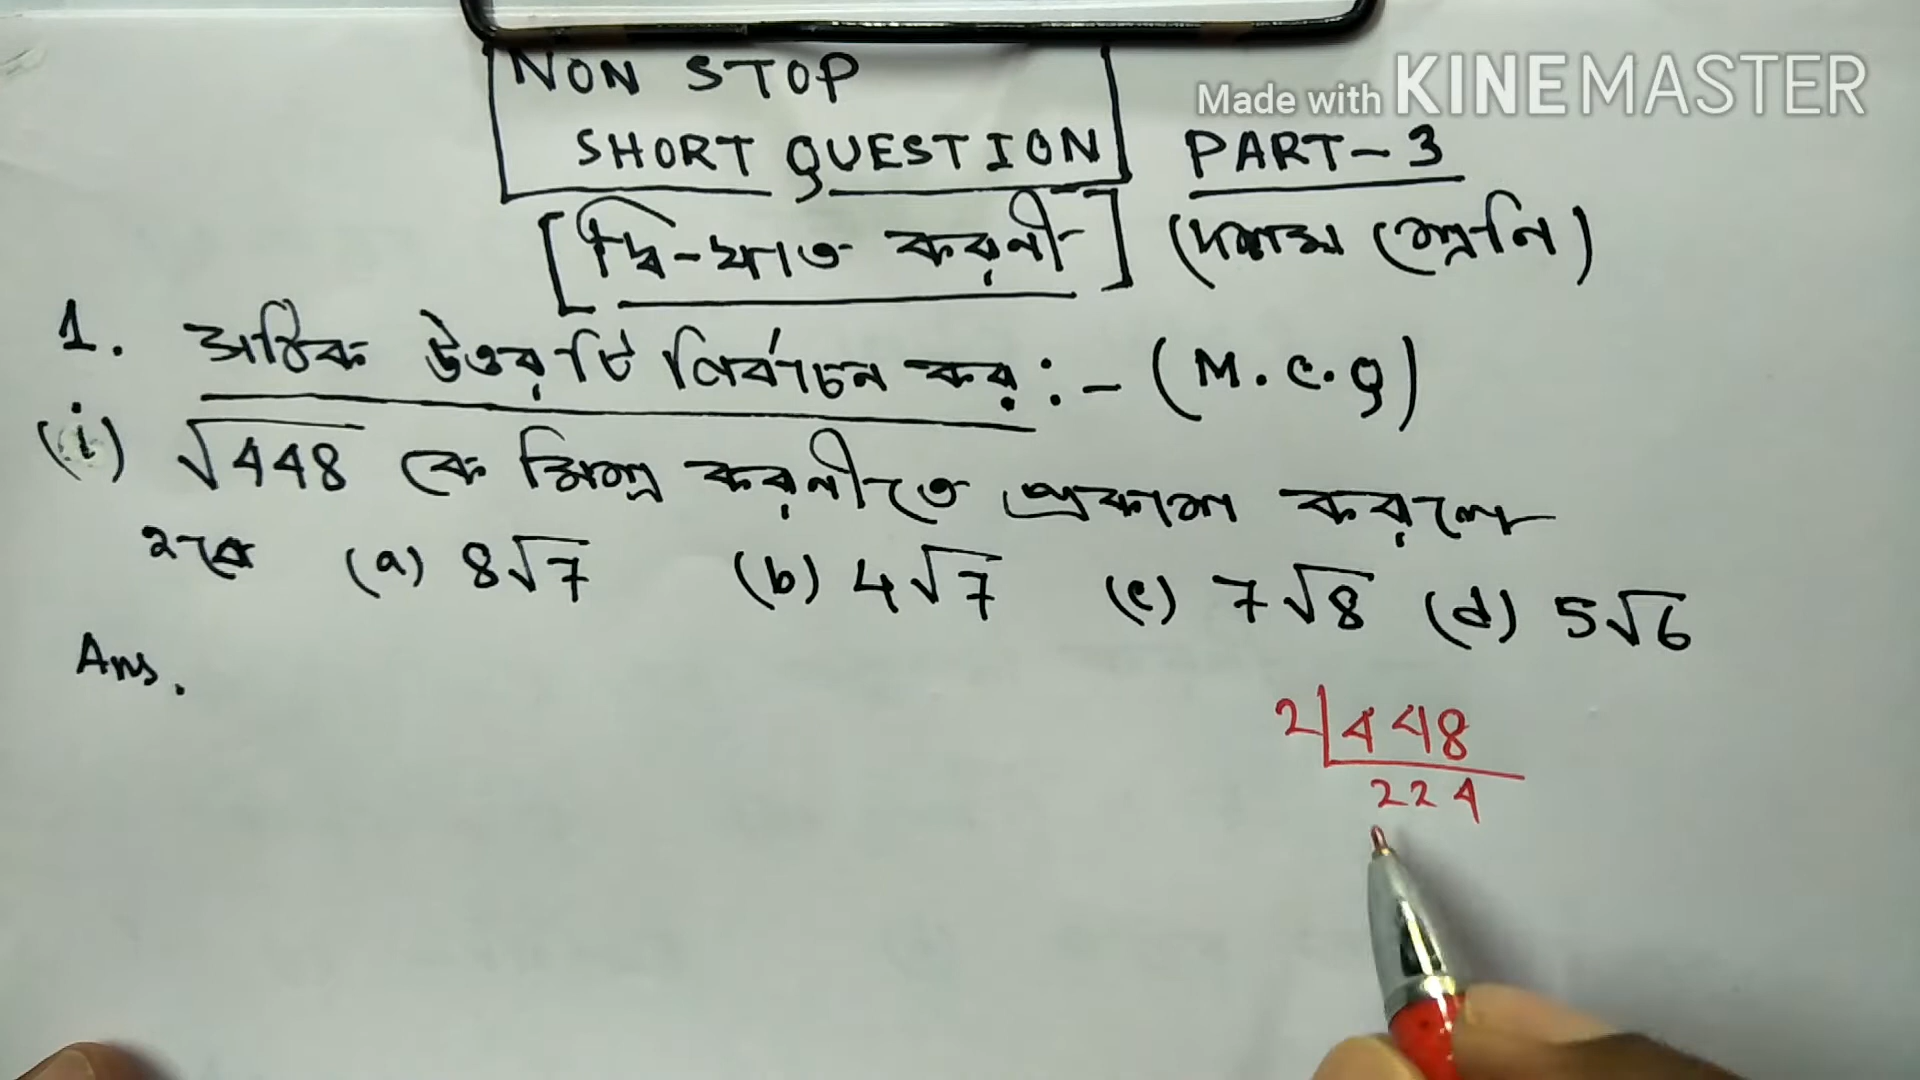 NON STOP
Made with KINEMASTER
SHORT QUESTION PART-3
[দ্বি-ঘাত করণী] (দশম শ্রেনি)
1. সঠিক উত্তরটি নির্বাচন কর :- (M.C.Q)
(i) √448 কে মিশ্র করণীতে প্রকাশ করলে
হবে (a) 8√7 (b) 4√7 (c) 7√8 (d) 5√6
Ans.
2 448
224